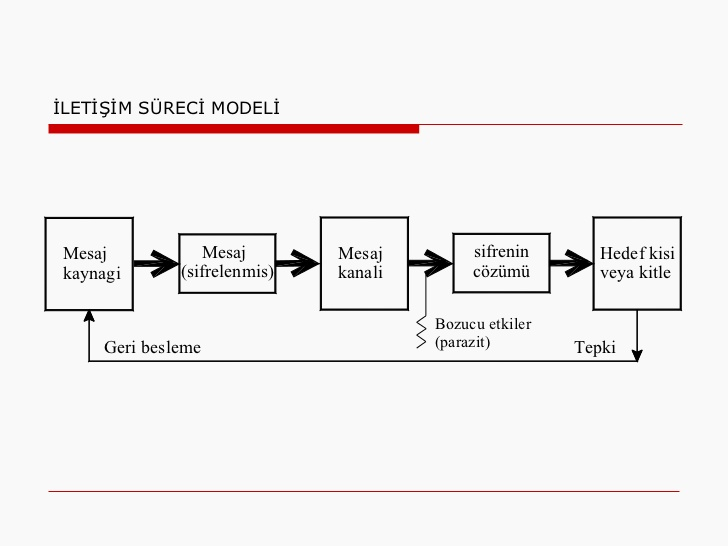 İLETİŞİM SÜRECİ MODELİ
Mesaj
kaynagi
Mesaj
(sifrelenmis)
Mesaj
kanali
sifrenin
çözümü
Hedef kisi
veya kitle
Bozucu etkiler
(parazit)
Geri besleme
Tepki